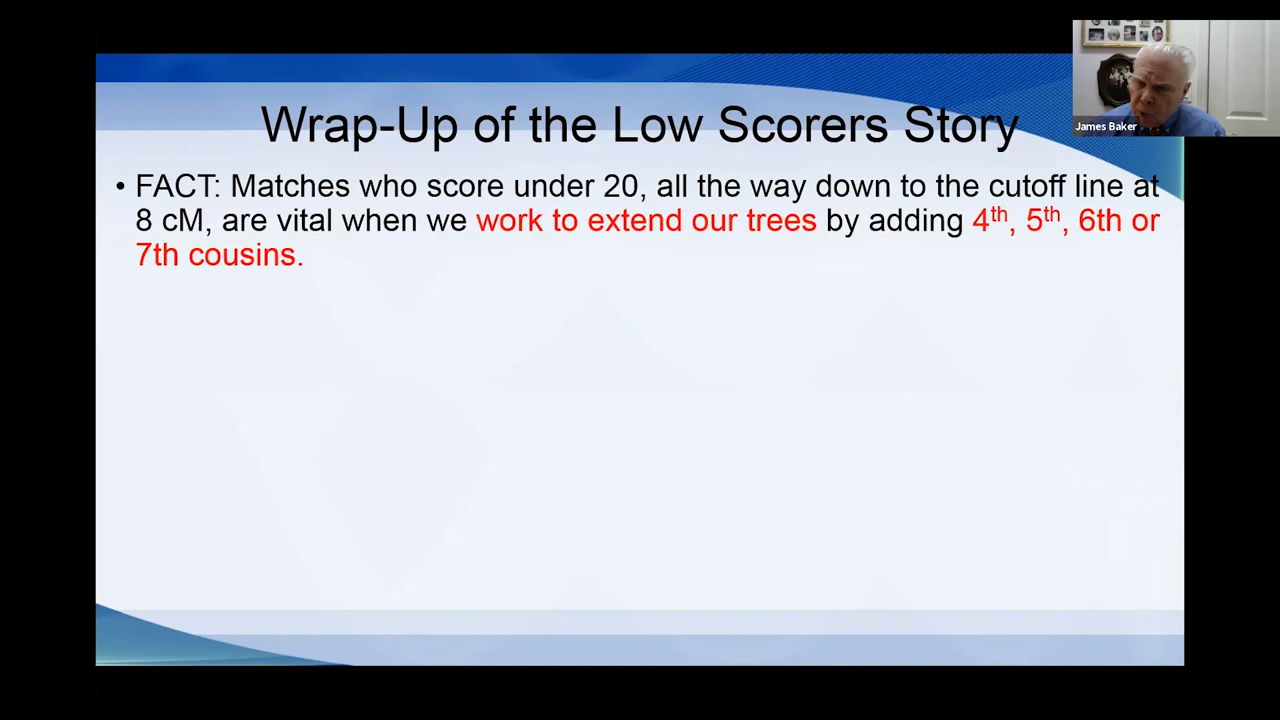 Wrap-Up of the Low Scorers Story
James Baker
• FACT: Matches who score under 20, all the way down to the cutoff line at
8 cM, are vital when we work to extend our trees by adding 4th, 5th, 6th or
7th cousins.